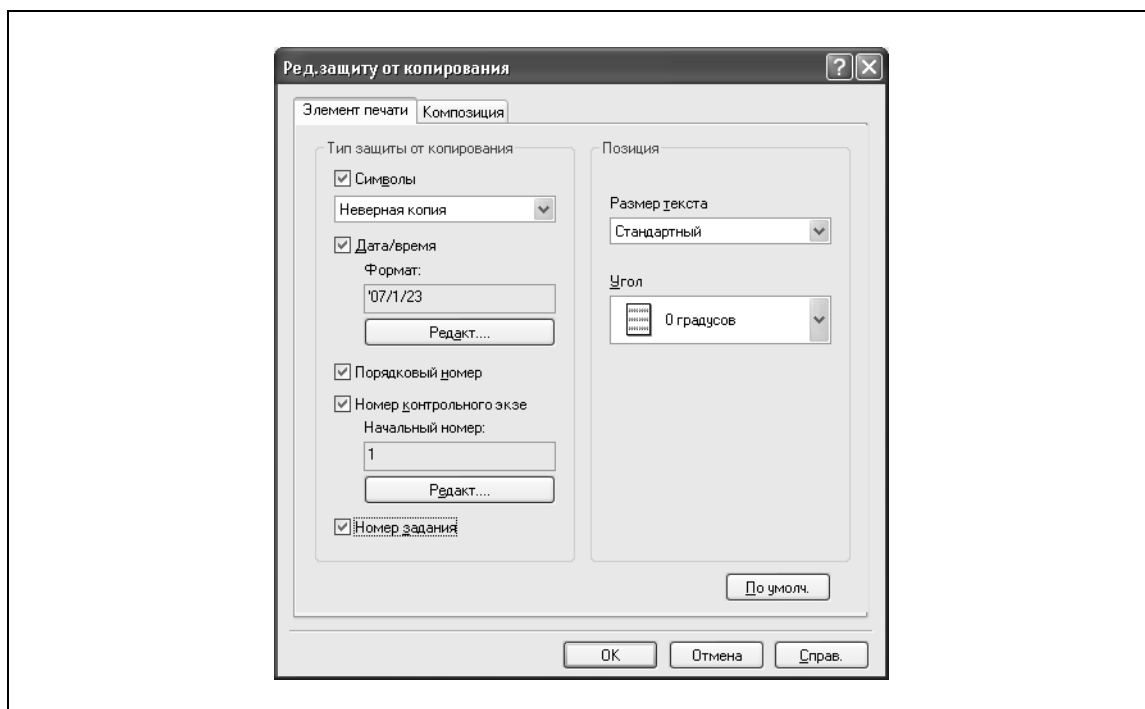 Ред.защиту от копирования
Элемент печати Композиция
Тип защиты от копирования
Символы
Неверная копия
Дата/время
Формат:
'07/1/23
Редакт....
Порядковый номер
Номер контрольного экзе
Начальный номер:
1
Редакт....
Номер задания
Позиция
Размер текста
Стандартный
Угол
0 градусов
По умолч.
OK Отмена Справ.